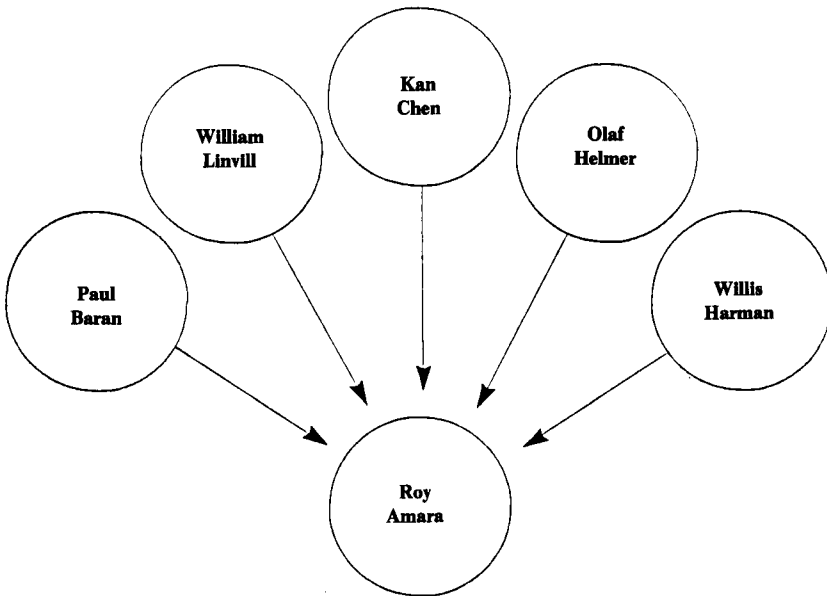 Kan
Chen
William
Linvill
Olaf
Helmer
Paul
Baran
Willis
Harman
Roy
Amara